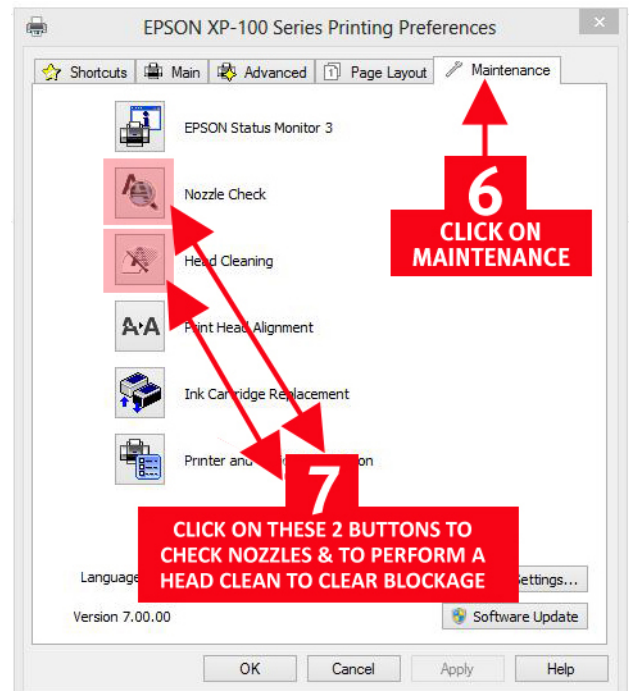 EPSON XP-100 Series Printing Preferences
Shortcuts Main Advanced 1 Page Layout Maintenance
EPSON Status Monitor 3
Nozzle Check
6
CLICK ON
MAINTENANCE
Head Cleaning
A A Print Head Alignment
Ink Cartridge Replacement
Printer and on
7
CLICK ON THESE 2 BUTTONS TO
CHECK NOZZLES & TO PERFORM A
HEAD CLEAN TO CLEAR BLOCKAGE
Language
Settings...
Version 7.00.00
Software Update
OK Cancel Apply Help